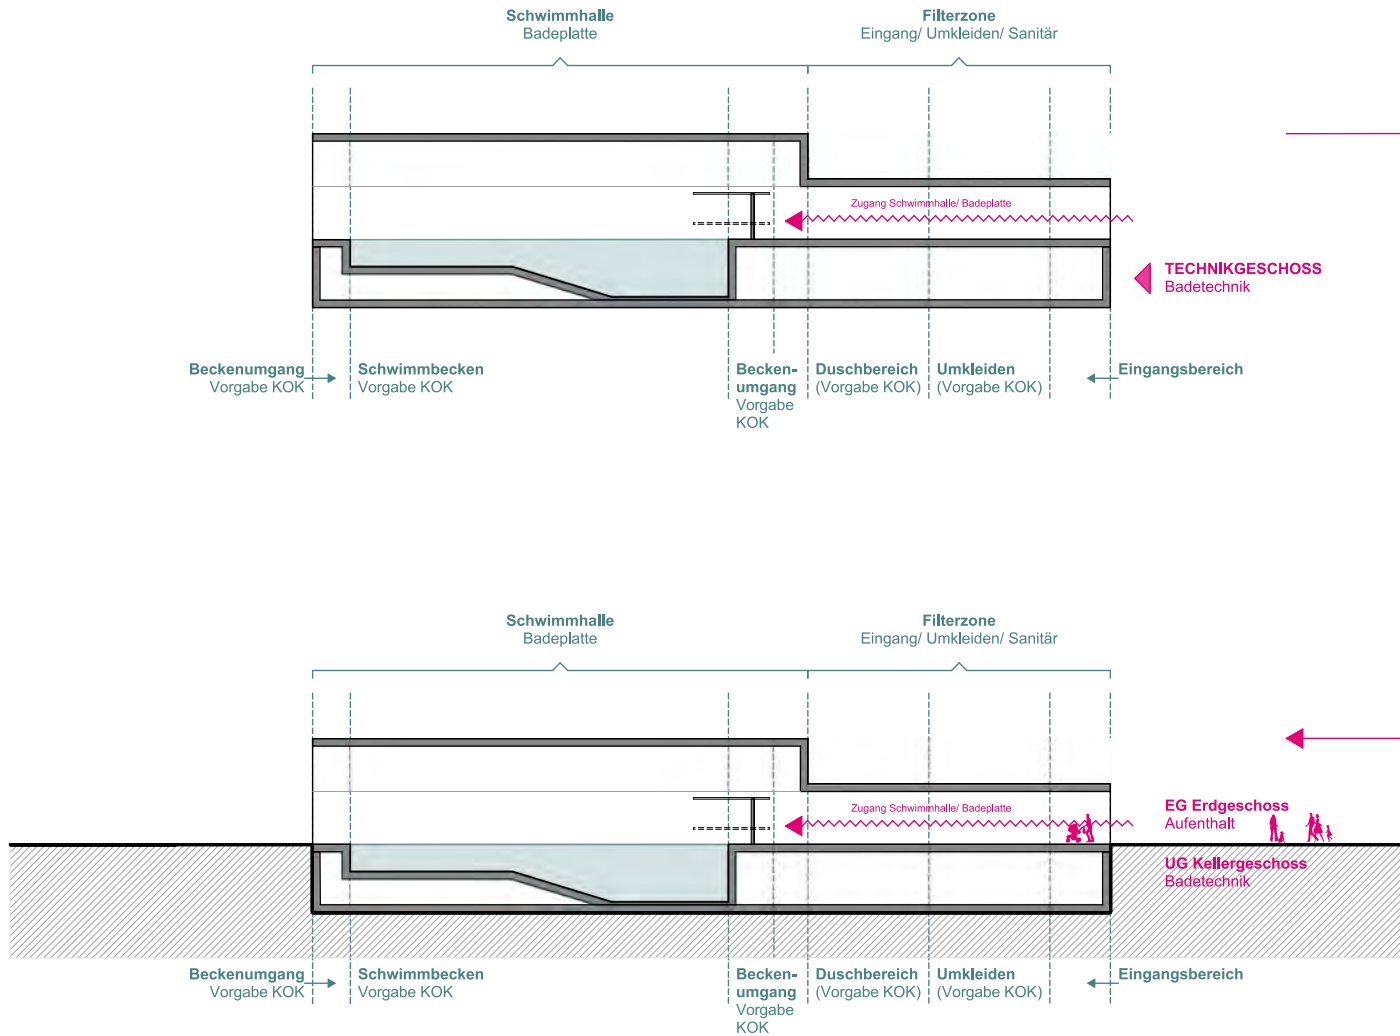 Schwimmhalle
Badeplatte
Filterzone
Eingang/ Umkleiden/ Sanitär
Zugang Schwimmhalle/ Badeplatte
TECHNIKGESCHOSS
Badetechnik
Beckenumgang
Vorgabe KOK
Schwimmbecken
Vorgabe KOK
Becken-
umgang
Vorgabe
KOK
Duschbereich
(Vorgabe KOK)
Umkleiden
(Vorgabe KOK)
Eingangsbereich
Schwimmhalle
Badeplatte
Filterzone
Eingang/ Umkleiden/ Sanitär
Zugang Schwimmhalle/ Badeplatte
EG Erdgeschoss
Aufenthalt
UG Kellergeschoss
Badetechnik
Beckenumgang
Vorgabe KOK
Schwimmbecken
Vorgabe KOK
Becken-
umgang
Vorgabe
KOK
Duschbereich
(Vorgabe KOK)
Umkleiden
(Vorgabe KOK)
Eingangsbereich